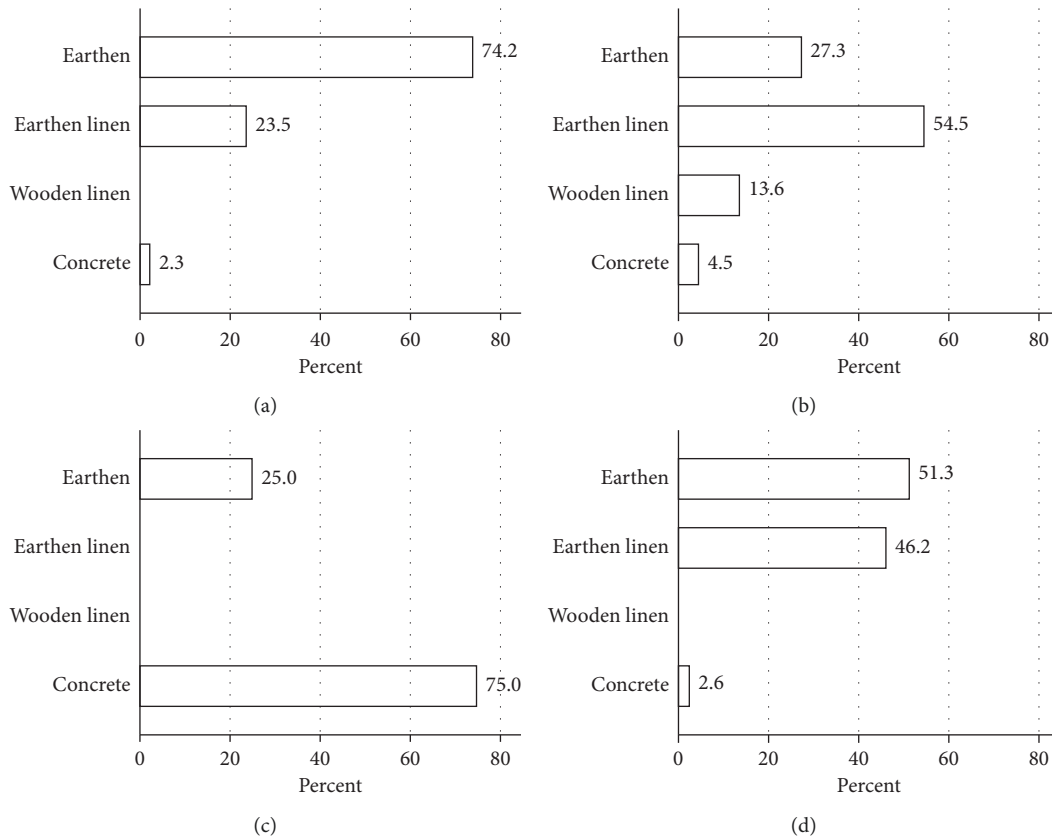 Earthen
74.2
Earthen linen
23.5
Wooden linen
Concrete
2.3
0 20 40 60 80
Percent
(a)
Earthen
27.3
Earthen linen
54.5
Wooden linen
13.6
Concrete
4.5
0 20 40 60 80
Percent
(b)
Earthen
25.0
Earthen linen
Wooden linen
Concrete
75.0
0 20 40 60 80
Percent
(c)
Earthen
51.3
Earthen linen
46.2
Wooden linen
Concrete
2.6
0 20 40 60 80
Percent
(d)